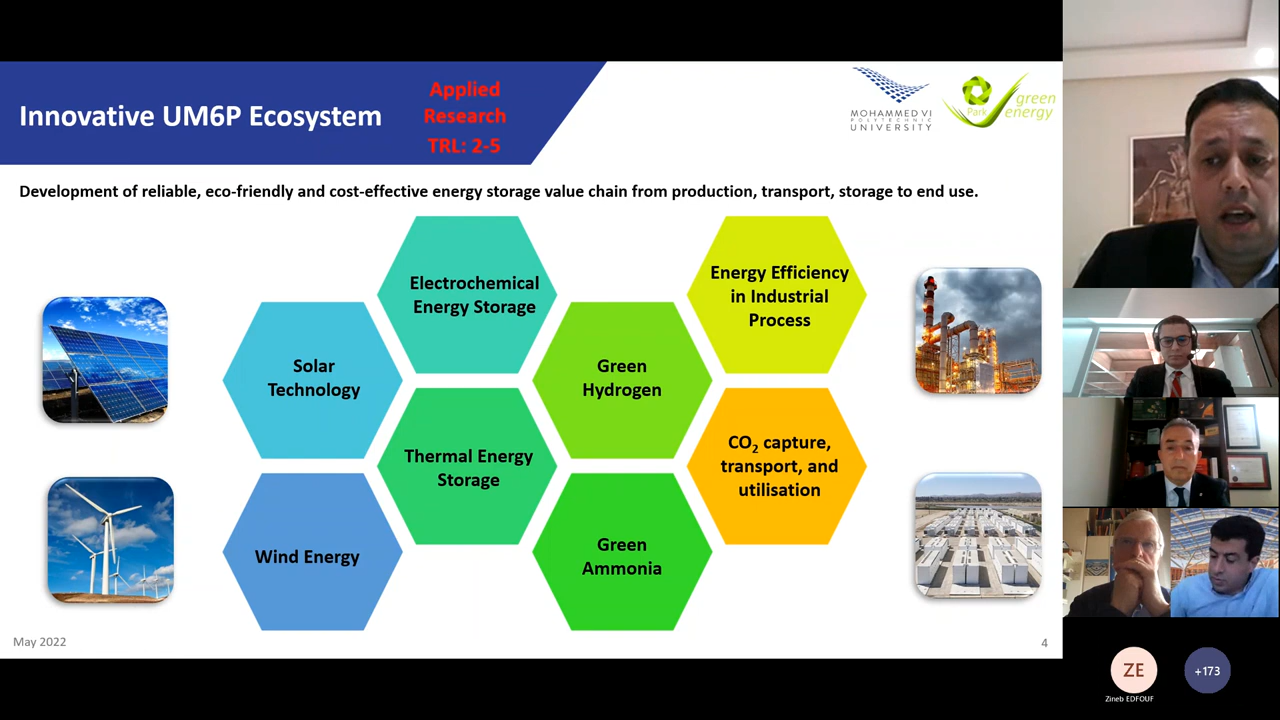 Innovative UM6P Ecosystem
Applied
Research
TRL: 2-5
MOHAMMED VI
POLYTECHNIC
UNIVERSITY
Park
green
energy
Development of reliable, eco-friendly and cost-effective energy storage value chain from production, transport, storage to end use.
Electrochemical
Energy Storage
Energy Efficiency
in Industrial
Process
Solar
Technology
Green
Hydrogen
Thermal Energy
Storage
CO₂ capture,
transport, and
utilisation
Wind Energy
Green
Ammonia
May 2022
4
ZE
Zineb EDFOUF
+173